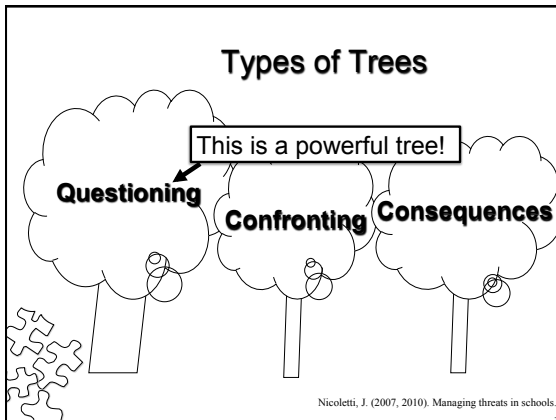 Types of Trees
This is a powerful tree!
Questioning
Confronting
Consequences
Nicoletti, J. (2007, 2010). Managing threats in schools.